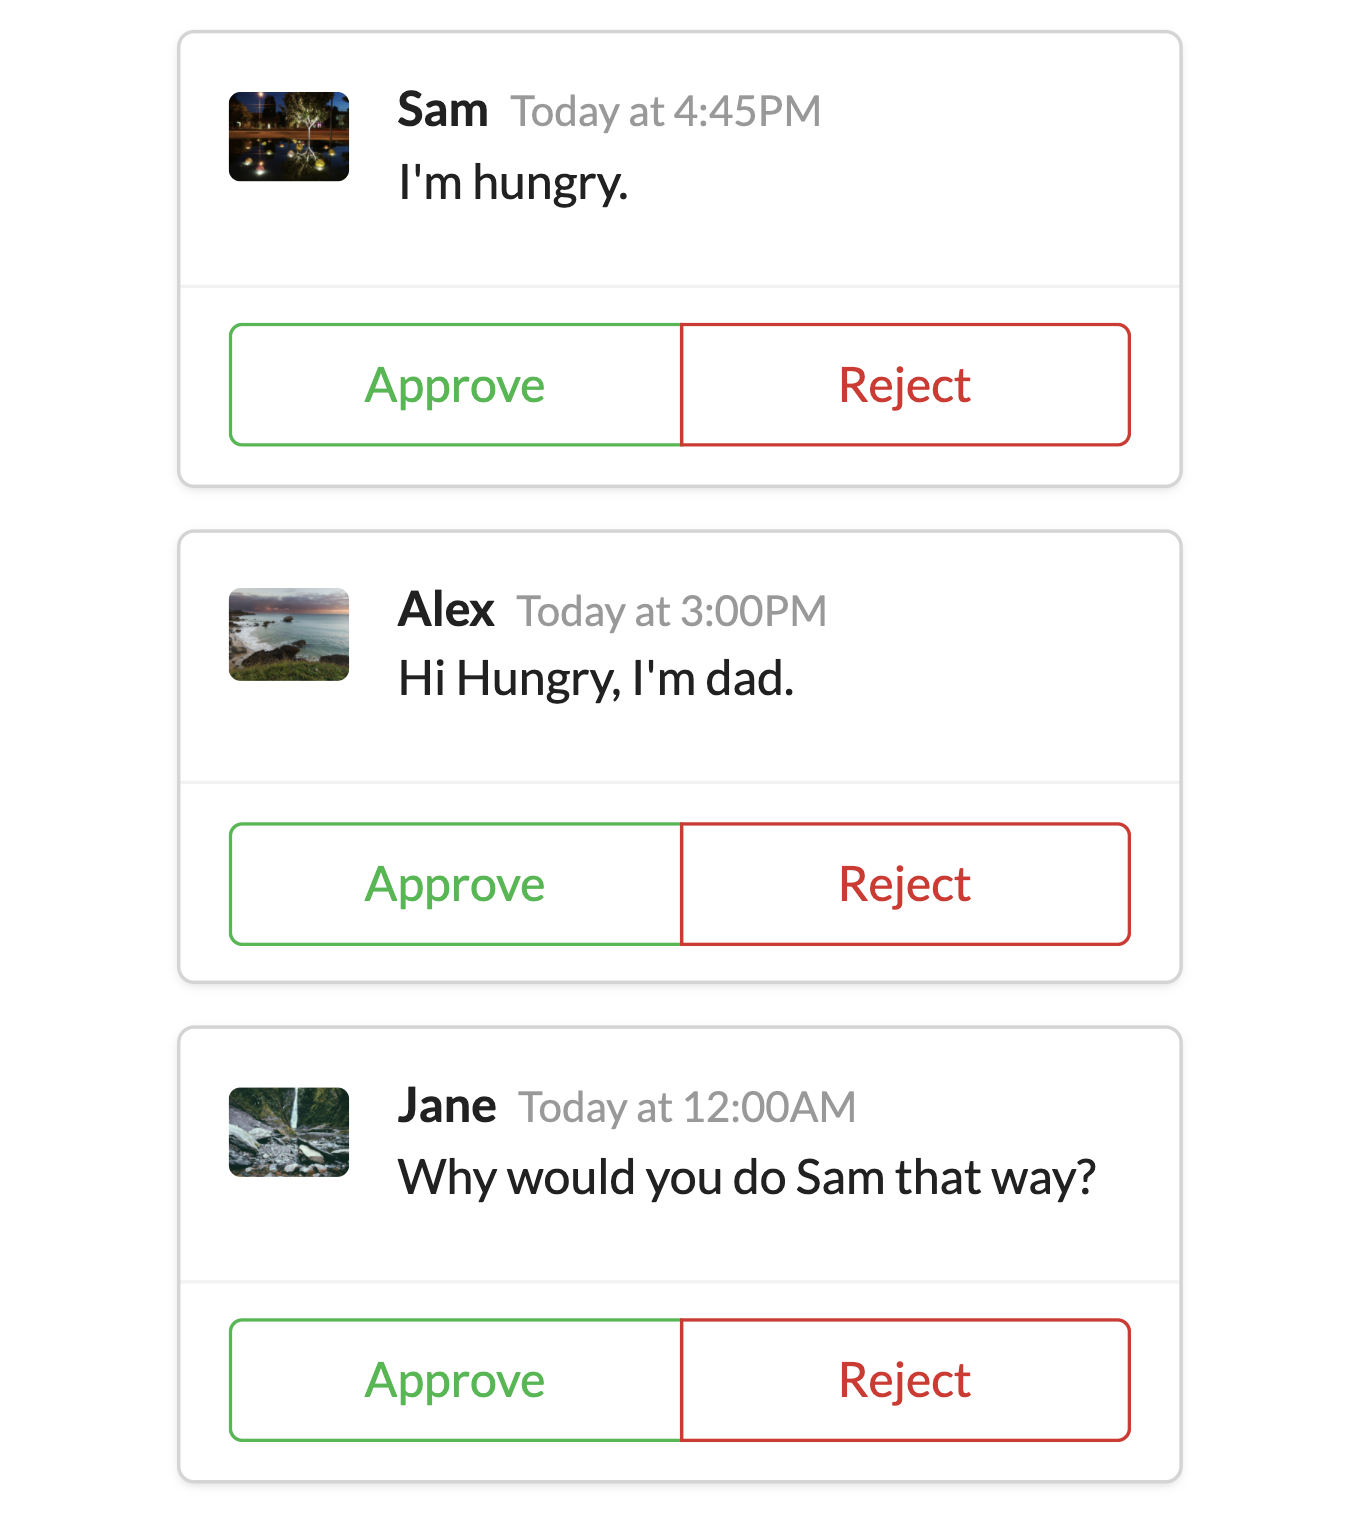 Sam Today at 4:45PM
I'm hungry.
Approve Reject
Alex Today at 3:00PM
Hi Hungry, I'm dad.
Approve Reject
Jane Today at 12:00AM
Why would you do Sam that way?
Approve Reject